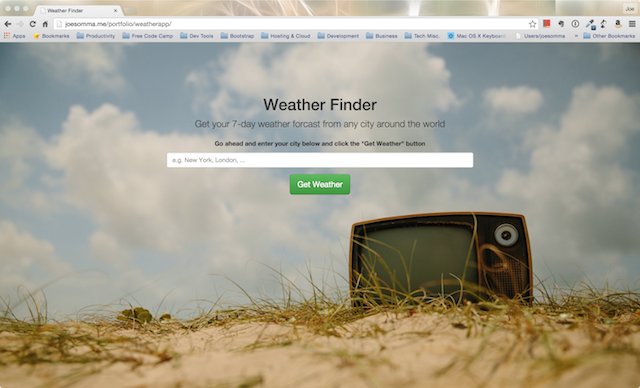 Weather Finder
Joe
joesomma.me/portfolio/weatherapp/
Apps Bookmarks Productivity Free Code Camp Dev Tools Bootstrap Hosting & Cloud Development Business Tech Misc. Mac OS X Keyboard Users/joesomma » Other Bookmarks
Weather Finder
Get your 7-day weather forcast from any city around the world
Go ahead and enter your city below and click the "Get Weather" button
e.g. New York, London, ...
Get Weather